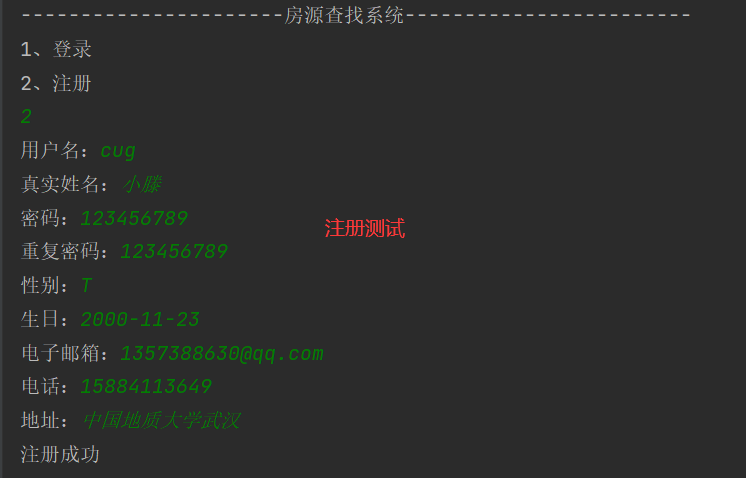 ----------------------房源查找系统------------------------
1、登录
2、注册
2
用户名：cug
真实姓名：小滕
密码：123456789
注册测试
重复密码：123456789
性别：T
生日：2000-11-23
电子邮箱：1357388630@qq.com
电话：15884113649
地址：中国地质大学武汉
注册成功